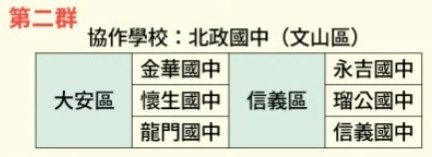 第二群
協作學校：北政國中（文山區）
大安區
金華國中
懷生國中
龍門國中
信義區
永吉國中
瑠公國中
信義國中